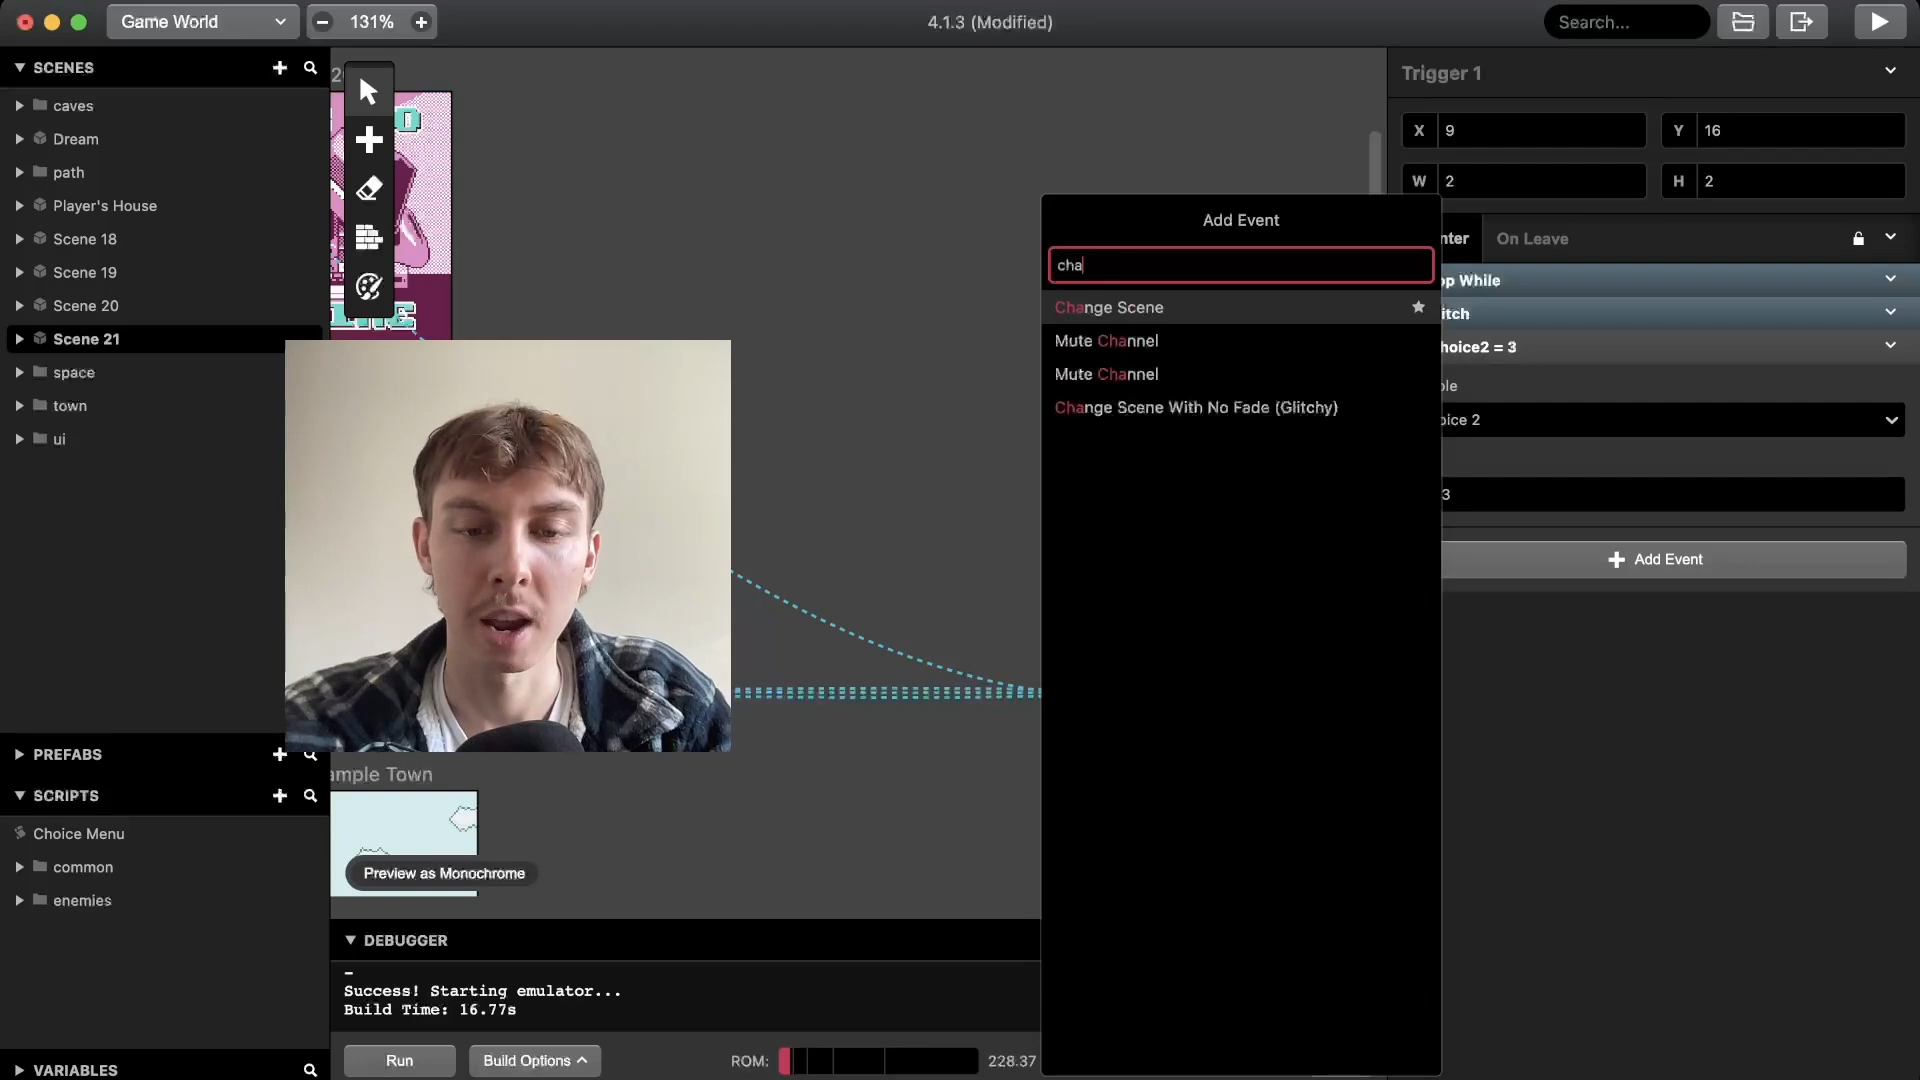 Game World
131%
4.1.3 (Modified)
Search...
SCENES
caves
Dream
path
Player's House
Scene 18
Scene 19
Scene 20
Scene 21
space
town
ui
PREFABS
SCRIPTS
Choice Menu
common
enemies
VARIABLES
ample Town
Preview as Monochrome
DEBUGGER
Success! Starting emulator...
Build Time: 16.77s
Run
Build Options
ROM:
228.37
Add Event
cha
Change Scene
Mute Channel
Mute Channel
Change Scene With No Fade (Glitchy)
Trigger 1
X 9
Y 16
W 2
H 2
nter
On Leave
op While
itch
hoice2 = 3
ble
oice 2
3
Add Event